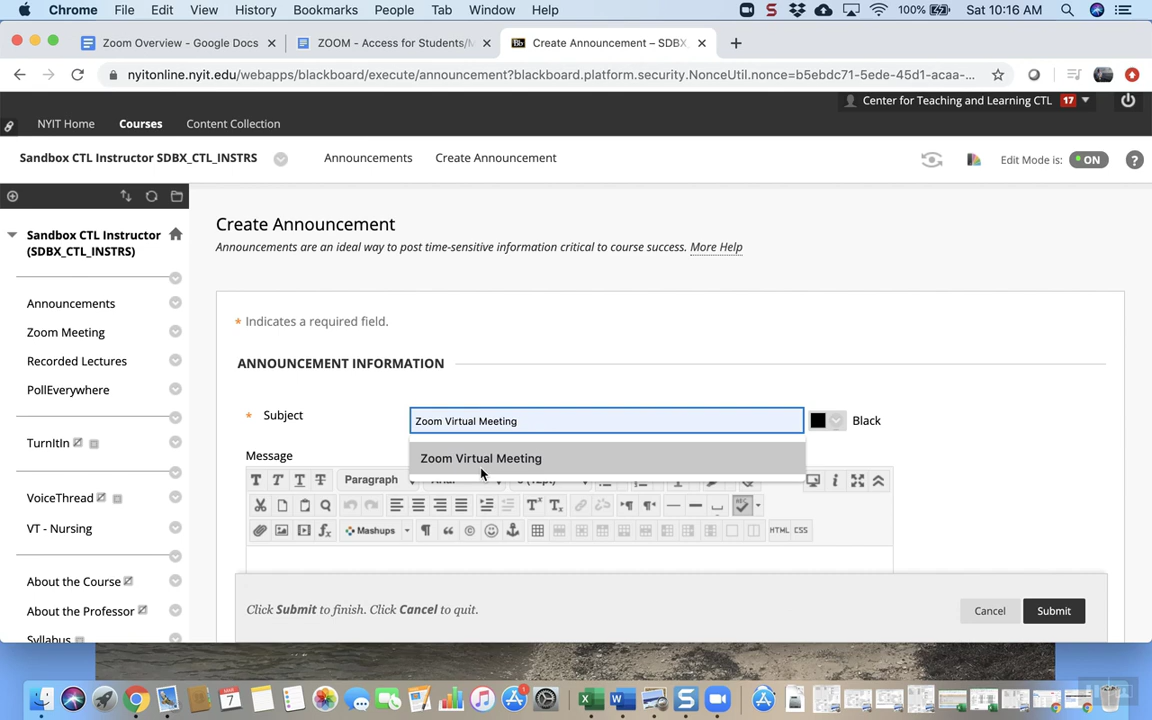 Chrome File Edit View History Bookmarks People Tab Window Help 100% Sat 10:16 AM
Zoom Overview - Google Docs ZOOM - Access for Students/ Create Announcement – SDBX_
nyitonline.nyit.edu/webapps/blackboard/execute/announcement?blackboard.platform.security.NonceUtil.nonce=b5ebdc71-5ede-45d1-acaa-...
Center for Teaching and Learning CTL 17
NYIT Home Courses Content Collection
Sandbox CTL Instructor SDBX_CTL_INSTRS Announcements Create Announcement Edit Mode is: ON ?
Sandbox CTL Instructor
(SDBX_CTL_INSTRS)
Announcements
Zoom Meeting
Recorded Lectures
PollEverywhere
TurnItIn
VoiceThread
VT - Nursing
About the Course
About the Professor
Syllabus
Create Announcement
Announcements are an ideal way to post time-sensitive information critical to course success. More Help
* Indicates a required field.
ANNOUNCEMENT INFORMATION
* Subject Zoom Virtual Meeting Black
Zoom Virtual Meeting
Message
T T T T Paragraph
Mashups HTML CSS
Click Submit to finish. Click Cancel to quit. Cancel Submit